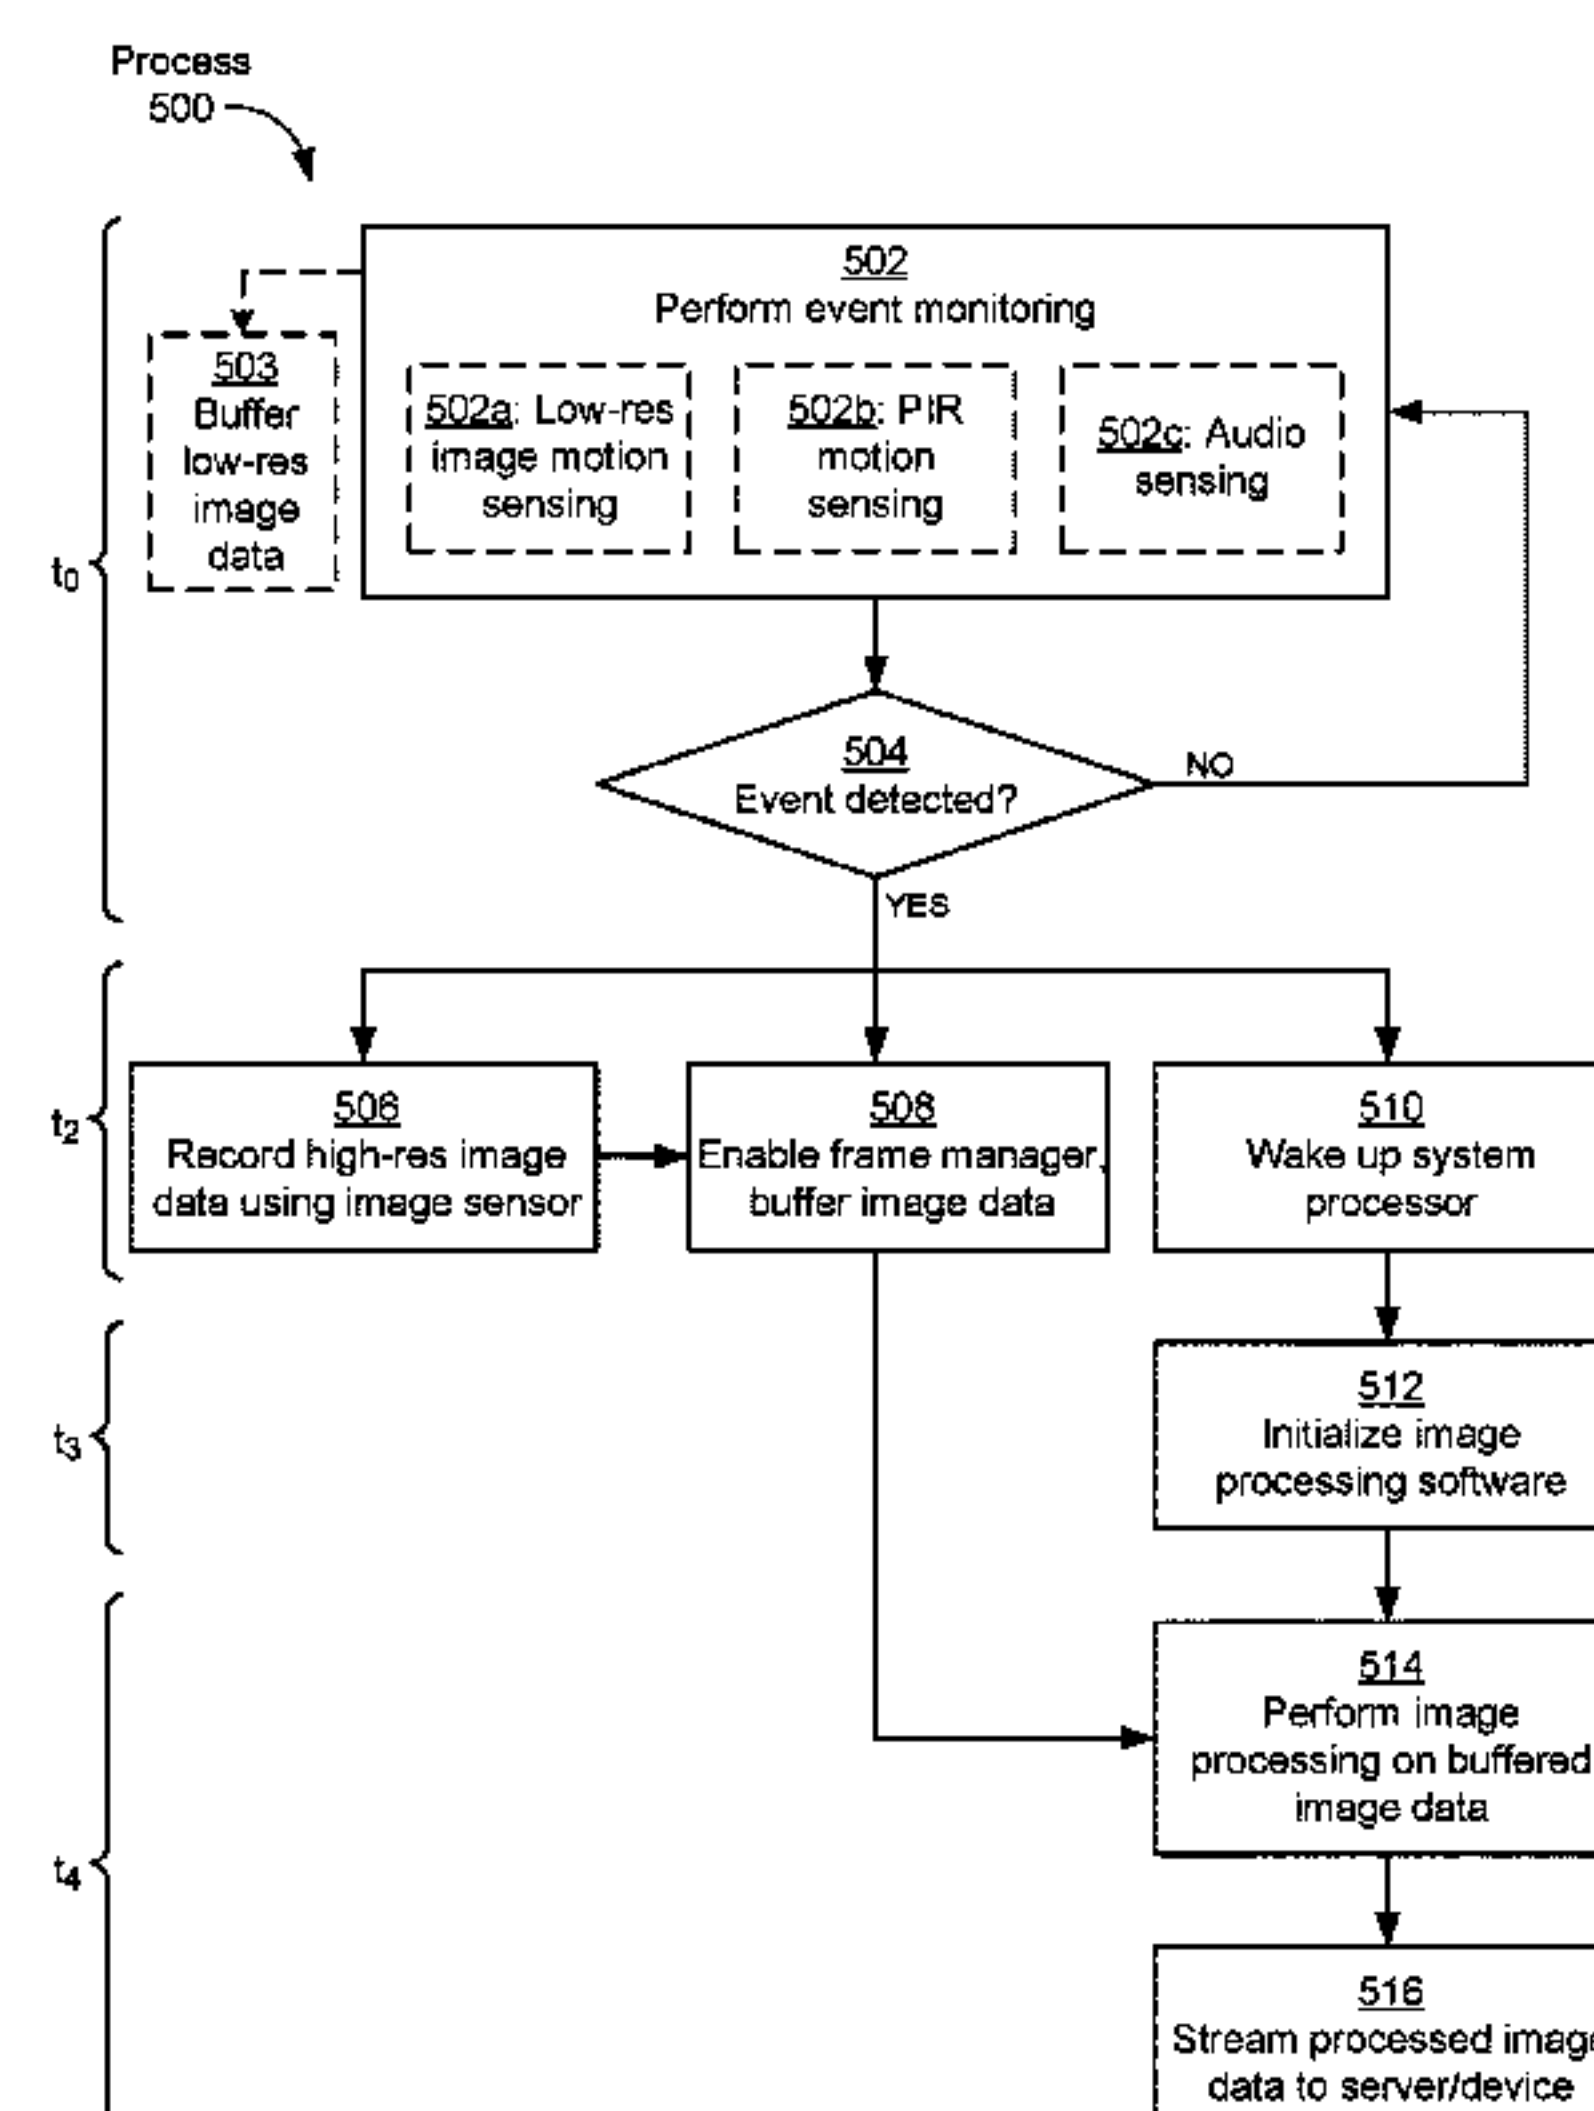 Process
500
502
Perform event monitoring
503
Buffer
low-res
image
data
502a: Low-res
image motion
sensing
502b: PIR
motion
sensing
502c: Audio
sensing
t0
504
Event detected?
NO
YES
t2
506
Record high-res image
data using image sensor
508
Enable frame manager,
buffer image data
510
Wake up system
processor
t3
512
Initialize image
processing software
t4
514
Perform image
processing on buffered
image data
516
Stream processed image
data to server/device